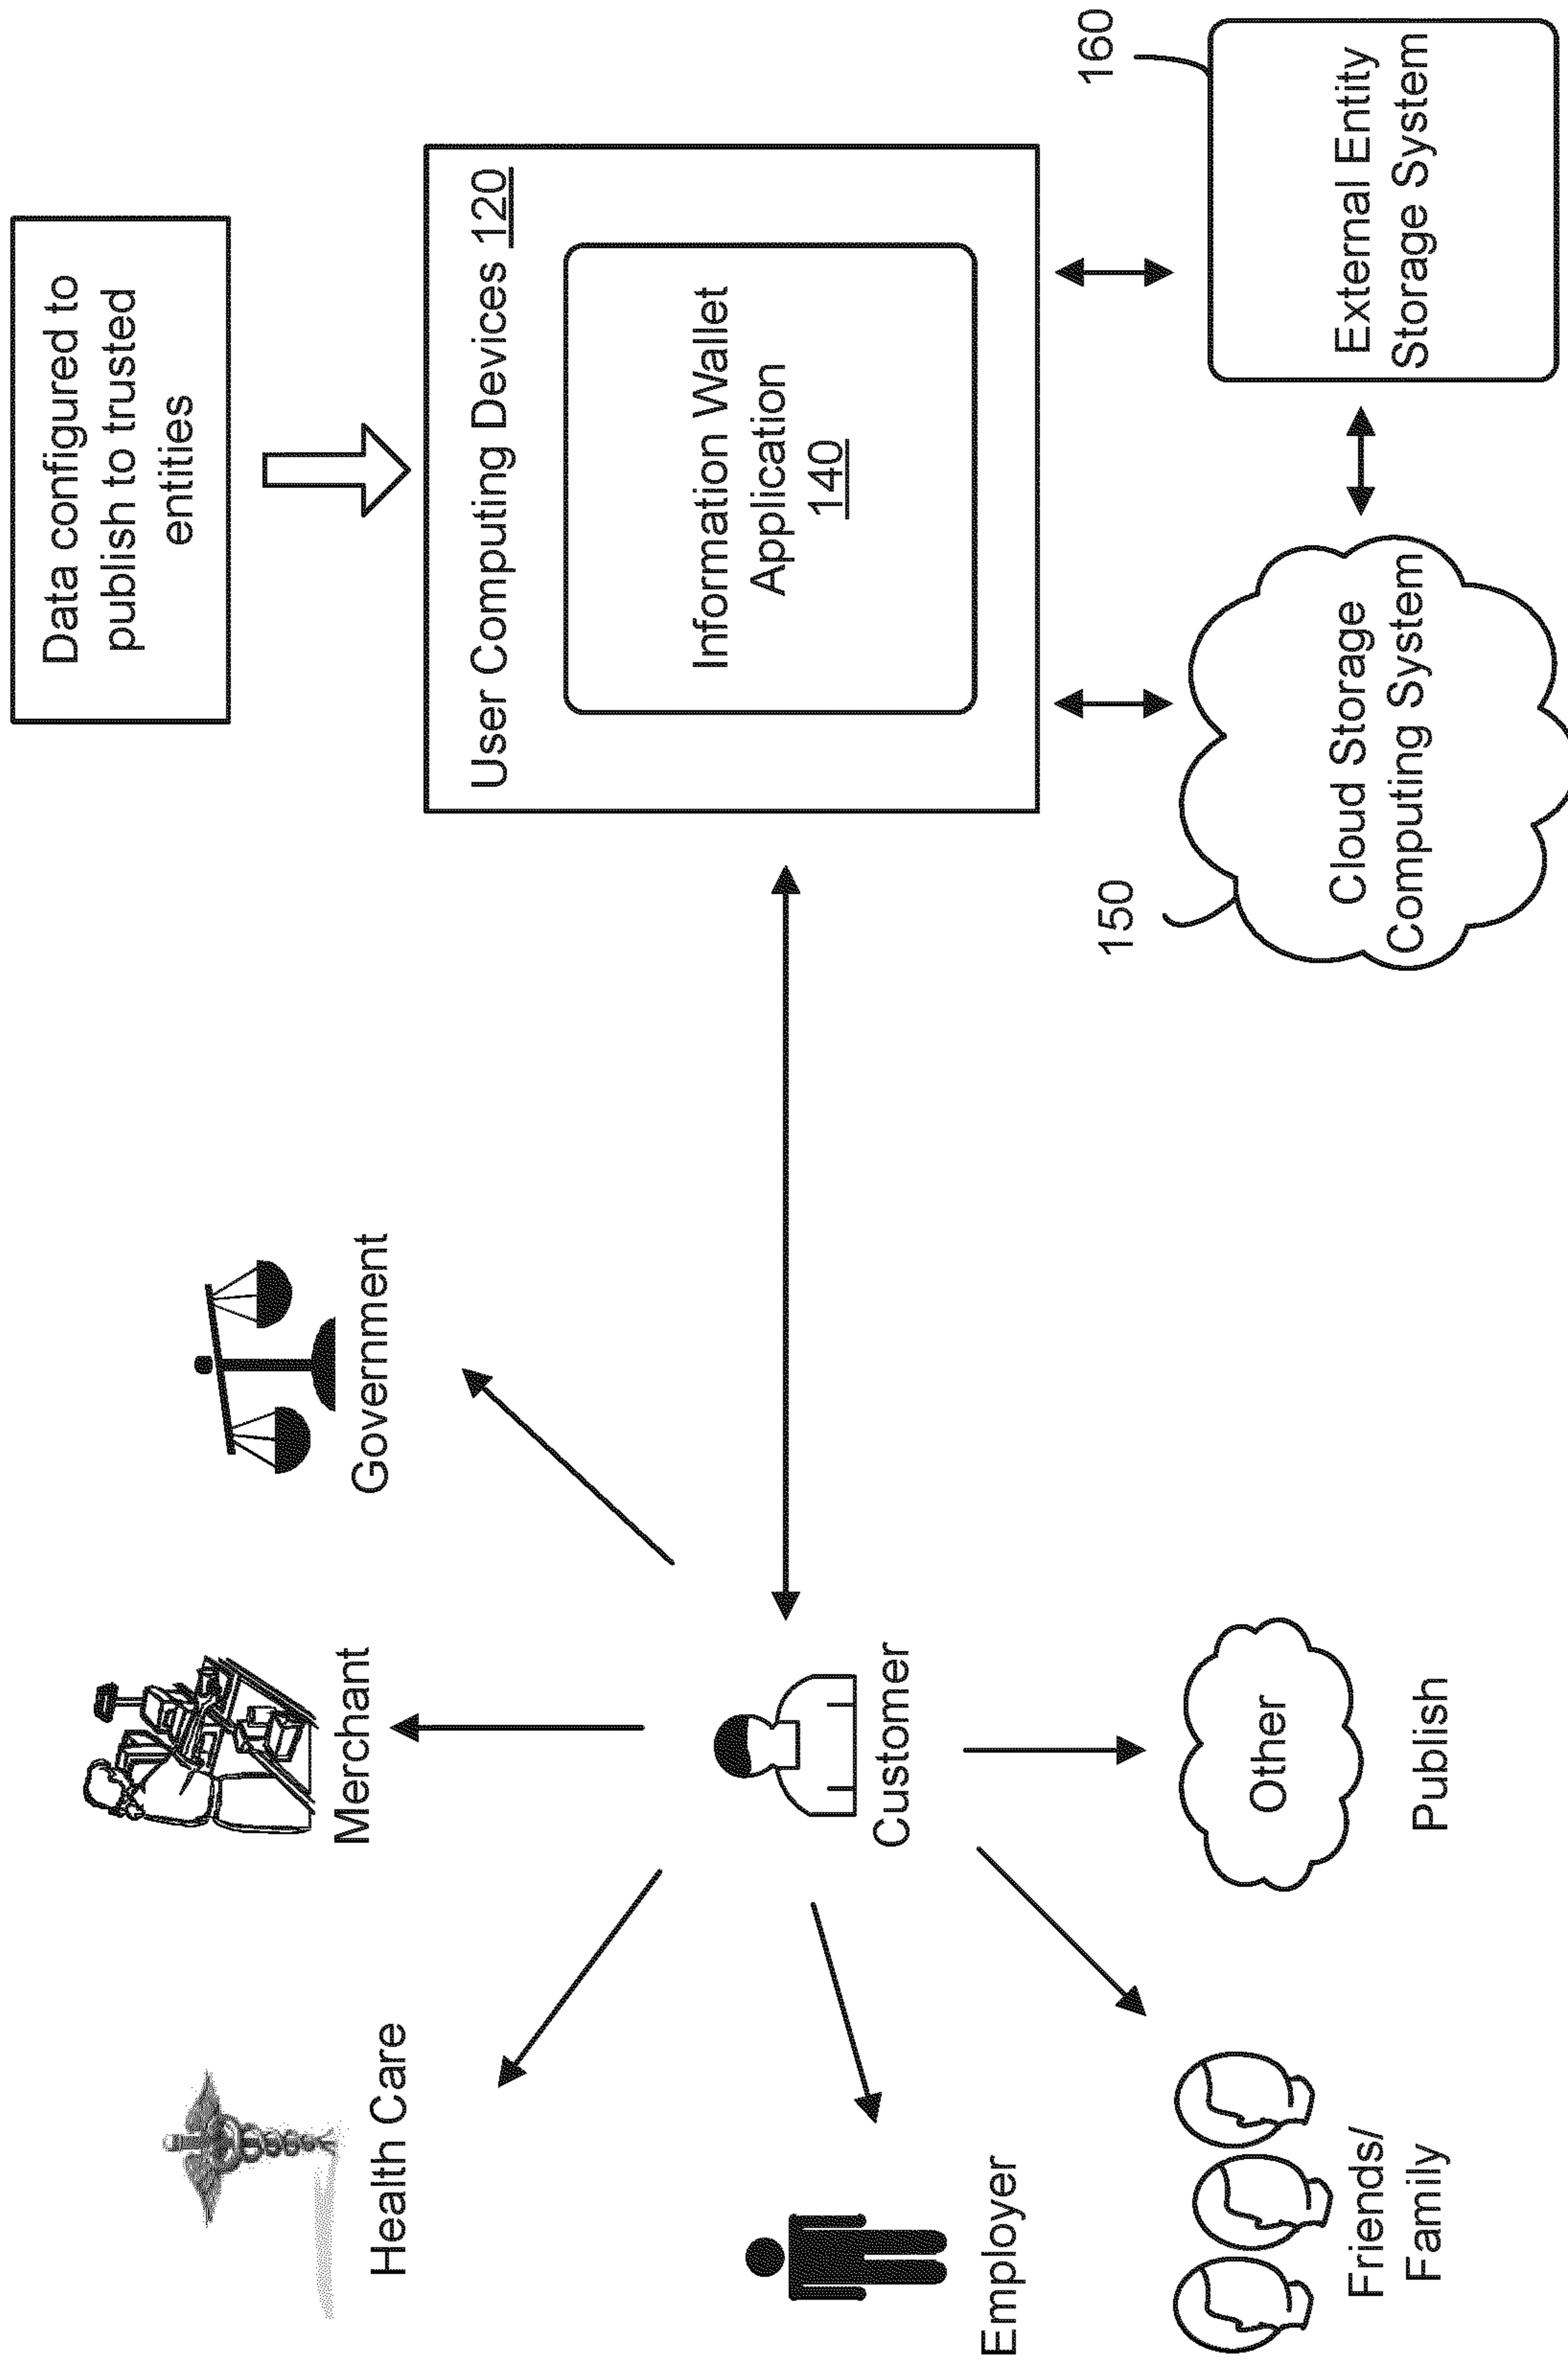 Health Care
Merchant
Government
Employer
Customer
Friends/
Family
Other
Publish
Data configured to
publish to trusted
entities
User Computing Devices 120
Information Wallet
Application
140
150
Cloud Storage
Computing System
160
External Entity
Storage System